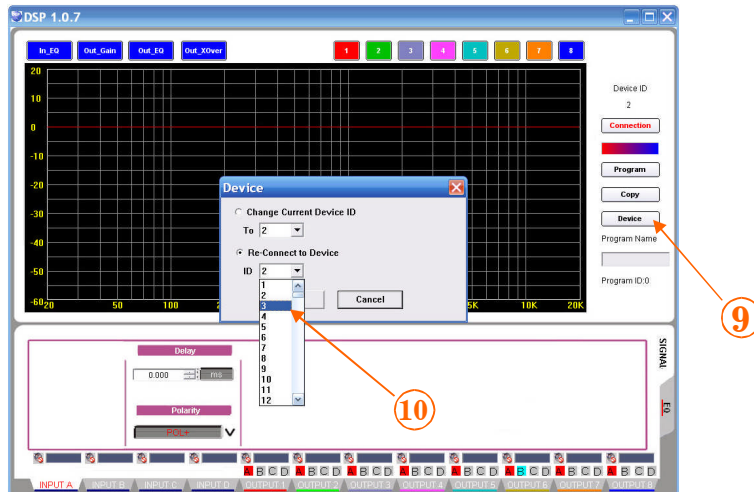 DSP 1.0.7
In_EQ Out_Gain Out_EQ Out_XOver 1 2 3 4 5 6 7 8
20
10
0
-10
-20
-30
-40
-50
-60
20 50 100 5K 10K 20K
Device ID
2
Connection
Program
Copy
Device
Program Name
Program ID:0
Device
Change Current Device ID
To 2
Re-Connect to Device
ID 2
Cancel
1
2
3
4
5
6
7
8
9
10
11
12
9
10
Delay
0.000 ms
Polarity
POL+
SIGNAL
EQ
A B C D A B C D A B C D A B C D A B C D A B C D A B C D A B C D
INPUT A INPUT B INPUT C INPUT D OUTPUT 1 OUTPUT 2 OUTPUT 3 OUTPUT 4 OUTPUT 5 OUTPUT 6 OUTPUT 7 OUTPUT 8